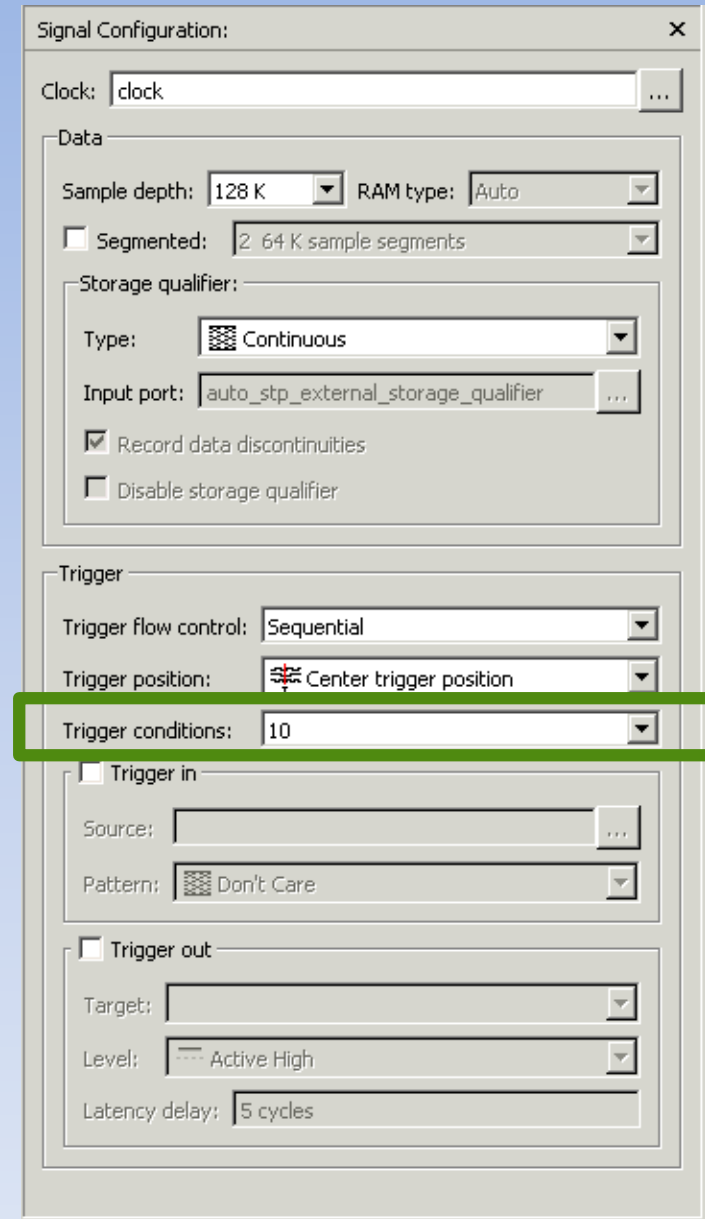 Signal Configuration:
Clock: clock ...
Data
Sample depth: 128 K RAM type: Auto
Segmented: 2 64 K sample segments
Storage qualifier:
Type: Continuous
Input port: auto_stp_external_storage_qualifier ...
Record data discontinuities
Disable storage qualifier
Trigger
Trigger flow control: Sequential
Trigger position: Center trigger position
Trigger conditions: 10
Trigger in
Source: ...
Pattern: Don't Care
Trigger out
Target:
Level: Active High
Latency delay: 5 cycles